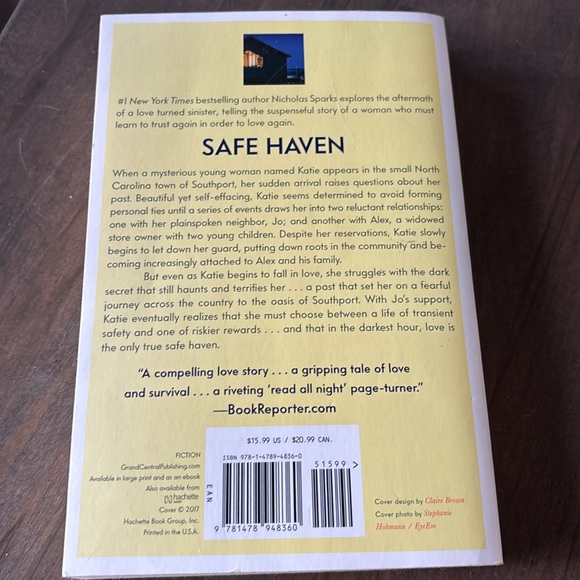 #1 New York Times bestselling author Nicholas Sparks explores the aftermath
of a love turned sinister, telling the suspenseful story of a woman who must
learn to trust again in order to love again.
SAFE HAVEN
When a mysterious young woman named Katie appears in the small North
Carolina town of Southport, her sudden arrival raises questions about her
past. Beautiful yet self-effacing, Katie seems determined to avoid forming
personal ties until a series of events draws her into two reluctant relationships:
one with her plainspoken neighbor, Jo; and another with Alex, a widowed
store owner with two young children. Despite her reservations, Katie slowly
begins to let down her guard, putting down roots in the community and be-
coming increasingly attached to Alex and his family.
But even as Katie begins to fall in love, she struggles with the dark
secret that still haunts and terrifies her . . . a past that set her on a fearful
journey across the country to the oasis of Southport. With Jo's support,
Katie eventually realizes that she must choose between a life of transient
safety and one of riskier rewards . . . and that in the darkest hour, love is
the only true safe haven.
“A compelling love story . . . a gripping tale of love
and survival . . . a riveting ‘read all night’ page-turner.”
—BookReporter.com
$15.99 US / $20.99 CAN.
ISBN 978-1-4789-4836-0
51599 >
EAN
9 781478 948360
FICTION
GrandCentralPublishing.com
Available in large print and as an ebook
Also available from
hachette
Cover © 2017
Hachette Book Group, Inc.
Printed in the U.S.A.
Cover design by Claire Brown
Cover photo by Stephanie
Hohmann / EyeEm